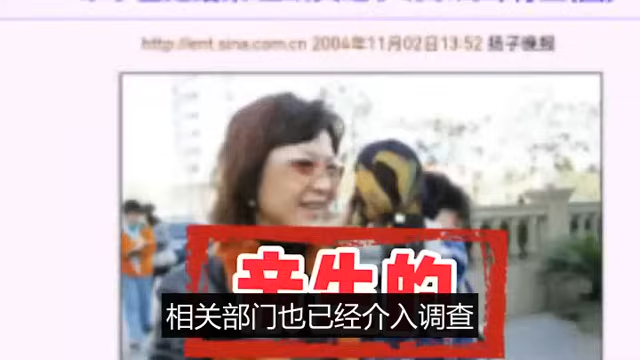 http://ent.sina.com.cn 2004年11月02日13:52 扬子晚报
亲生的
相关部门也已经介入调查